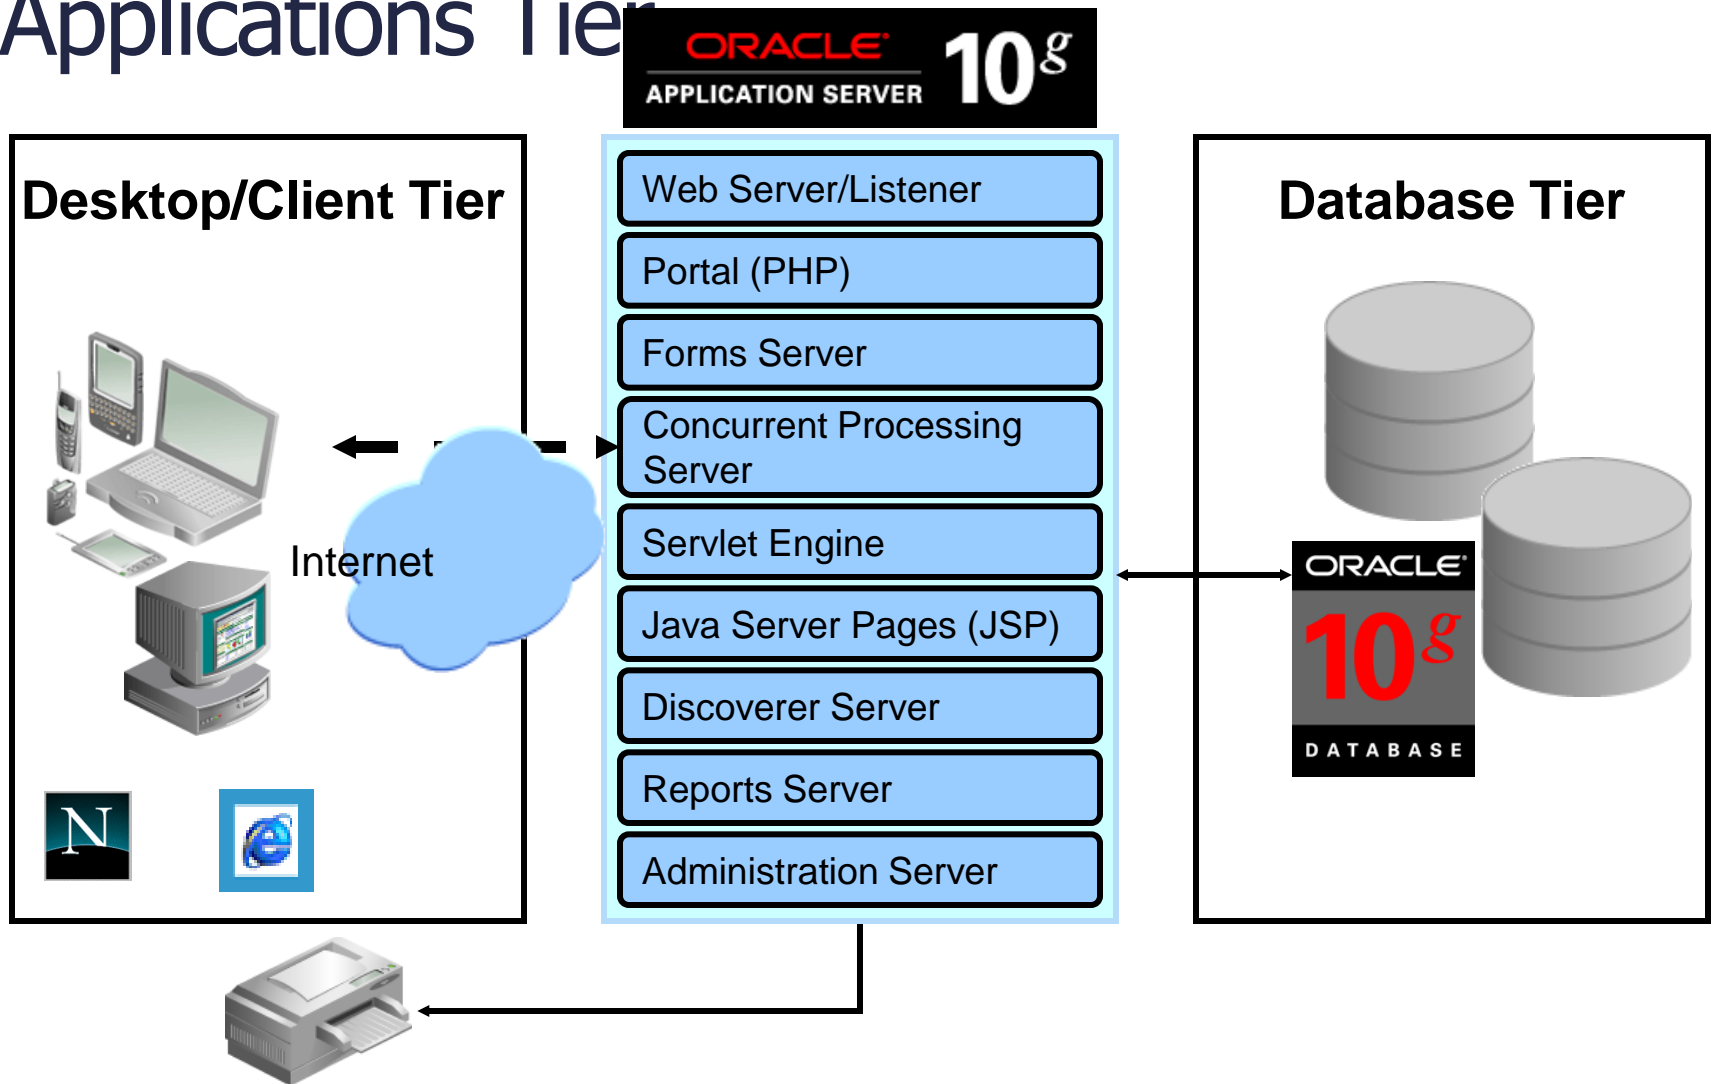 Applications Tier
ORACLE
APPLICATION SERVER
10g
Desktop/Client Tier
Internet
N
e
Web Server/Listener
Portal (PHP)
Forms Server
Concurrent Processing
Server
Servlet Engine
Java Server Pages (JSP)
Discoverer Server
Reports Server
Administration Server
Database Tier
ORACLE
10g
DATABASE